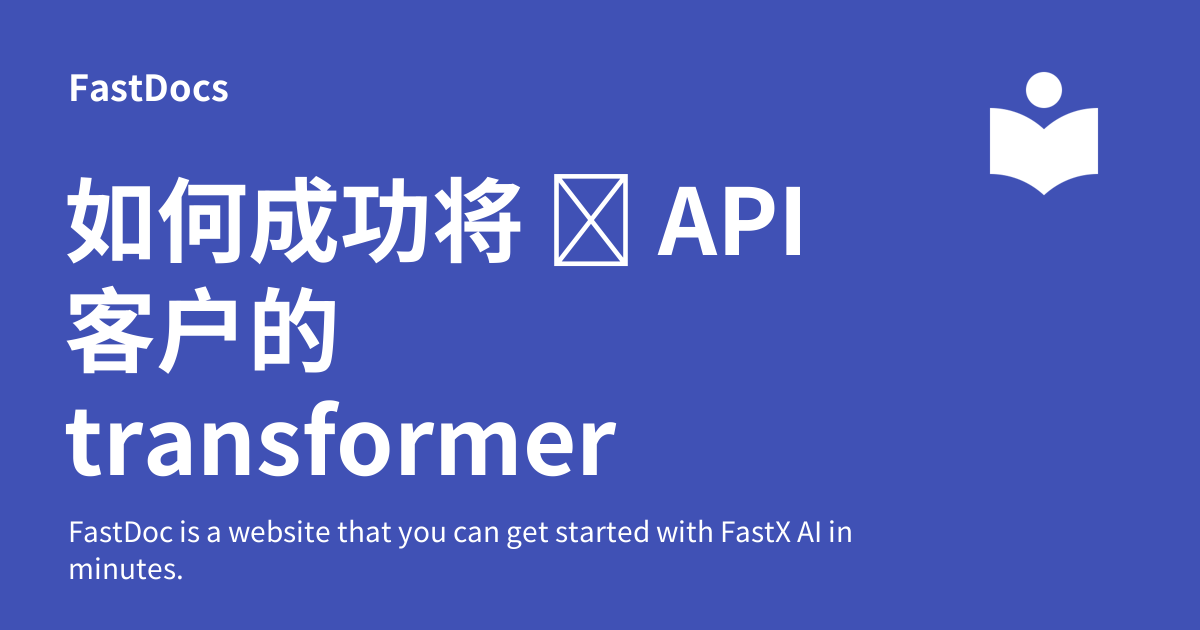 FastDocs
如何成功将 API
客户的
transformer
FastDoc is a website that you can get started with FastX AI in
minutes.